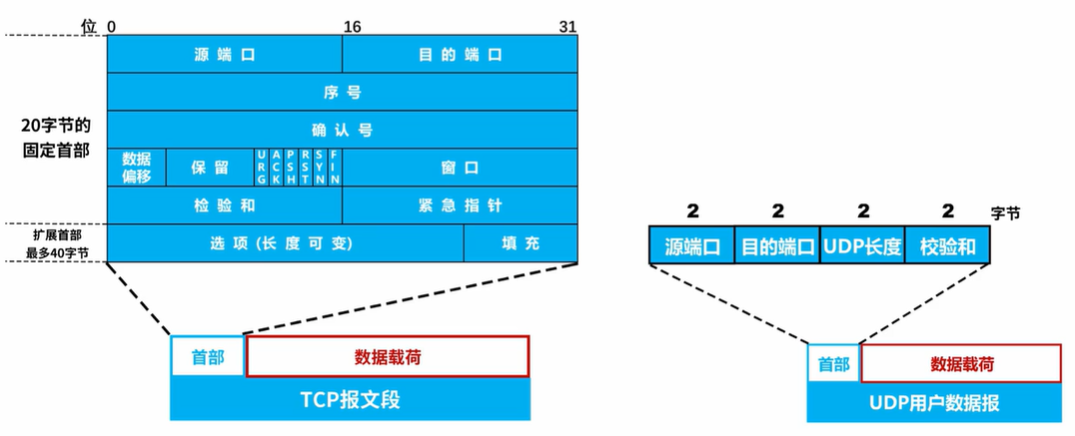 位 0 16 31
源 端 口 目 的 端 口
序 号
20字节的
固定首部
确 认 号
数据
偏移
保 留
URG
ACK
PSH
RST
SYN
FIN
窗 口
检 验 和 紧 急 指 针
扩展首部
最多40字节
选 项 (长 度 可 变) 填 充
首部 数据载荷
TCP报文段
2 2 2 2 字节
源端口 目的端口 UDP长度 校验和
首部 数据载荷
UDP用户数据报